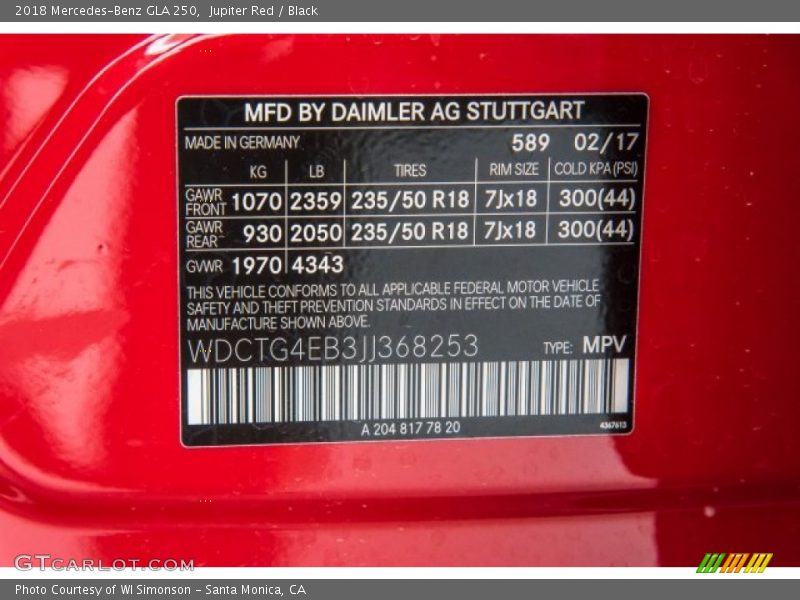 2018 Mercedes-Benz GLA 250,  Jupiter Red / Black
MFD BY DAIMLER AG STUTTGART
MADE IN GERMANY 589 02/17
KG LB TIRES RIM SIZE COLD KPA (PSI)
GAWR FRONT 1070 2359 235/50 R18 7Jx18 300(44)
GAWR REAR 930 2050 235/50 R18 7Jx18 300(44)
GVWR 1970 4343
THIS VEHICLE CONFORMS TO ALL APPLICABLE FEDERAL MOTOR VEHICLE
SAFETY AND THEFT PREVENTION STANDARDS IN EFFECT ON THE DATE OF
MANUFACTURE SHOWN ABOVE.
WDCTG4EB3JJ368253 TYPE: MPV
A 204 817 78 20 4367613
GTCARLOT.COM
Photo Courtesy of WI Simonson - Santa Monica, CA